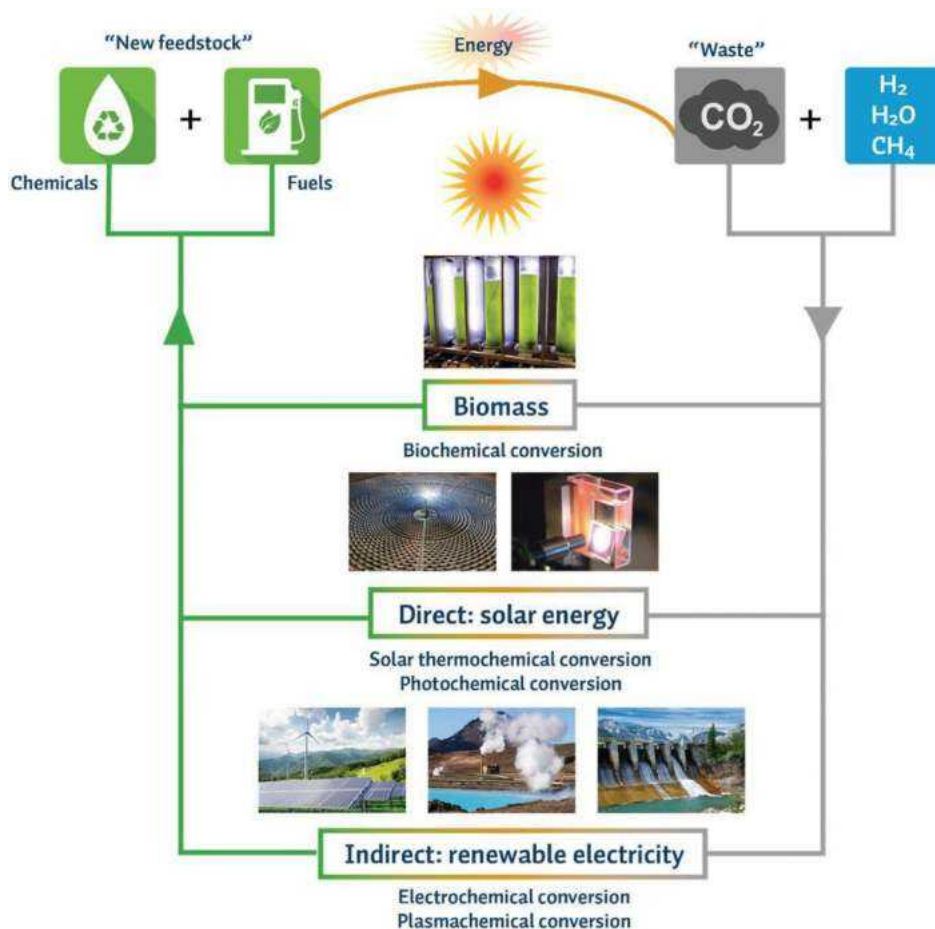 "New feedstock"
Energy
"Waste"
+
CO₂
+
H₂
H₂O
CH₄
Chemicals
Fuels
Biomass
Biochemical conversion
Direct: solar energy
Solar thermochemical conversion
Photochemical conversion
Indirect: renewable electricity
Electrochemical conversion
Plasmachemical conversion